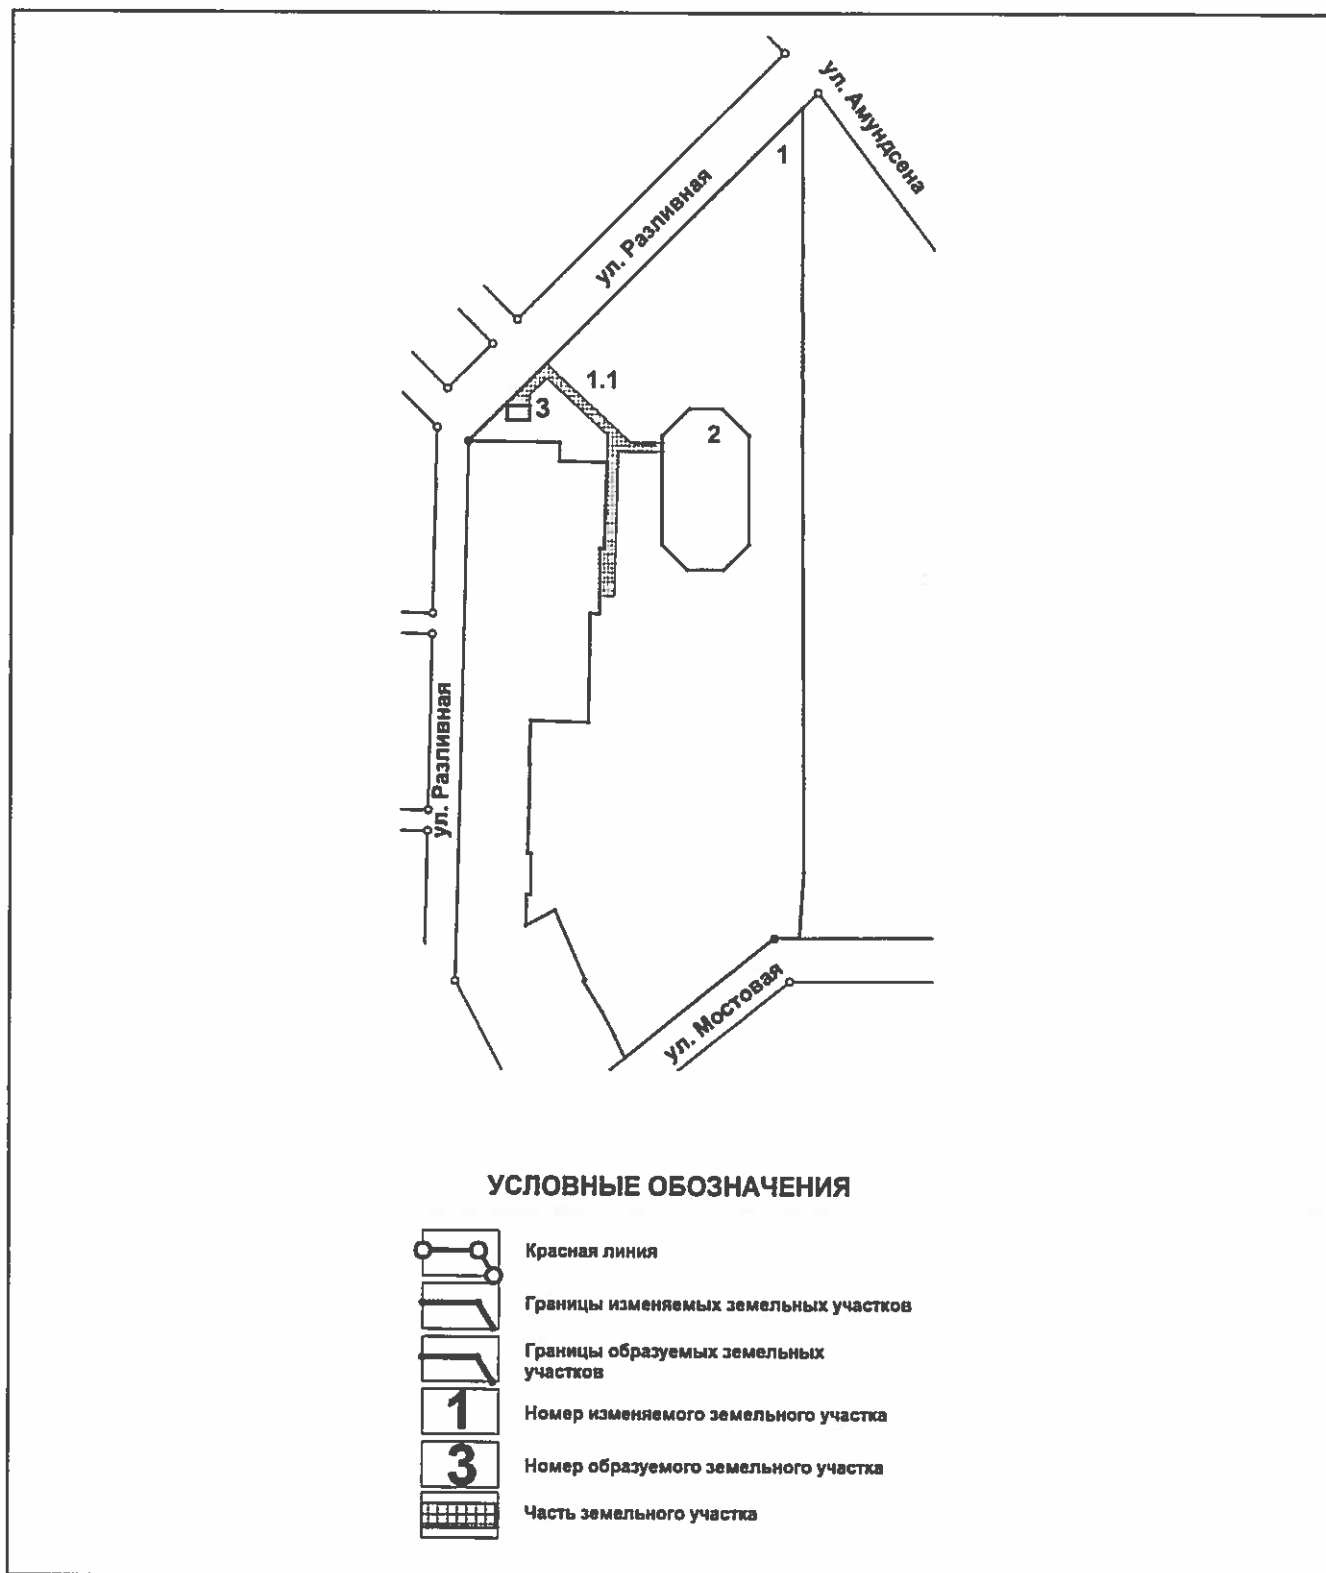 ул. Амундсена
1
ул. Разливная
1.1
3
2
ул. Разливная
ул. Мостовая
УСЛОВНЫЕ ОБОЗНАЧЕНИЯ
Красная линия
Границы изменяемых земельных участков
Границы образуемых земельных
участков
1
Номер изменяемого земельного участка
3
Номер образуемого земельного участка
Часть земельного участка